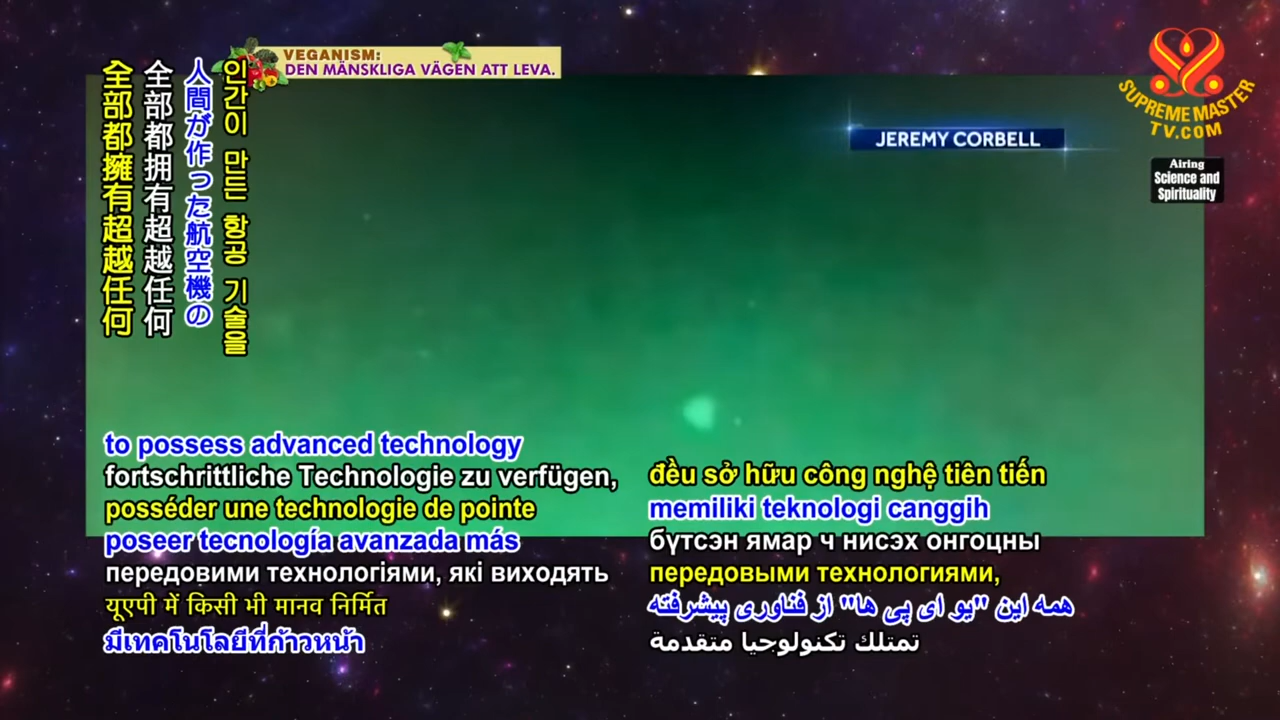 VEGANISM:
DEN MÄNSKLIGA VÄGEN ATT LEVA.
SUPREME MASTER
TV.COM
JEREMY CORBELL
Airing
Science and
Spirituality
인간이 만든 항공 기술을
人間が作った航空機の
全部都拥有超越任何
全部都擁有超越任何
to possess advanced technology
fortschrittliche Technologie zu verfügen,
posséder une technologie de pointe
poseer tecnología avanzada más
передовими технологіями, які виходять
यूएपी में किसी भी मानव निर्मित
มีเทคโนโลยีที่ก้าวหน้า
đều sở hữu công nghệ tiên tiến
memiliki teknologi canggih
бүтсэн ямар ч нисэх онгоцны
передовыми технологиями,
همه این "یو ای پی ها" از فناوری پیشرفته
تمتلك تكنولوجيا متقدمة